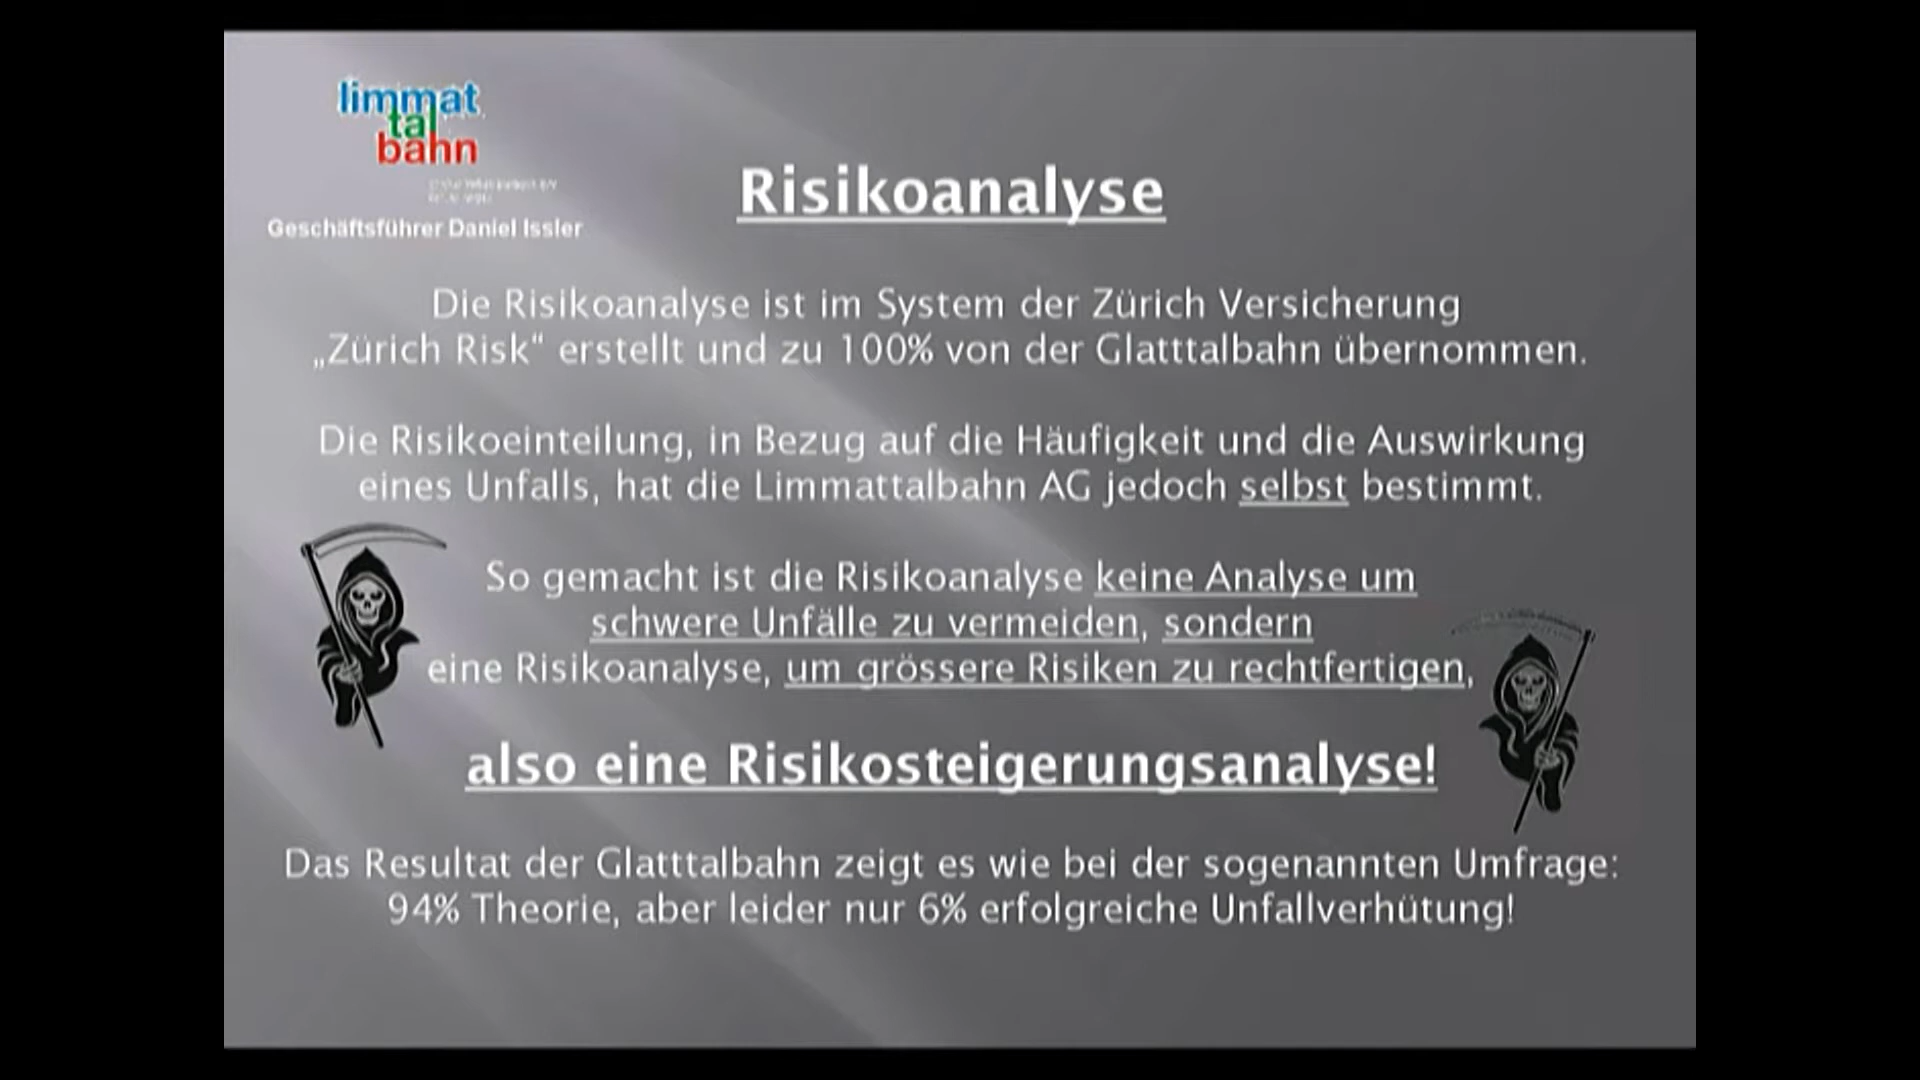 limmat
tal
bahn
Geschäftsführer Daniel Issler
Risikoanalyse
Die Risikoanalyse ist im System der Zürich Versicherung
„Zürich Risk“ erstellt und zu 100% von der Glatttalbahn übernommen.
Die Risikoeinteilung, in Bezug auf die Häufigkeit und die Auswirkung
eines Unfalls, hat die Limmattalbahn AG jedoch selbst bestimmt.
So gemacht ist die Risikoanalyse keine Analyse um
schwere Unfälle zu vermeiden, sondern
eine Risikoanalyse, um grössere Risiken zu rechtfertigen,
also eine Risikosteigerungsanalyse!
Das Resultat der Glatttalbahn zeigt es wie bei der sogenannten Umfrage:
94% Theorie, aber leider nur 6% erfolgreiche Unfallverhütung!